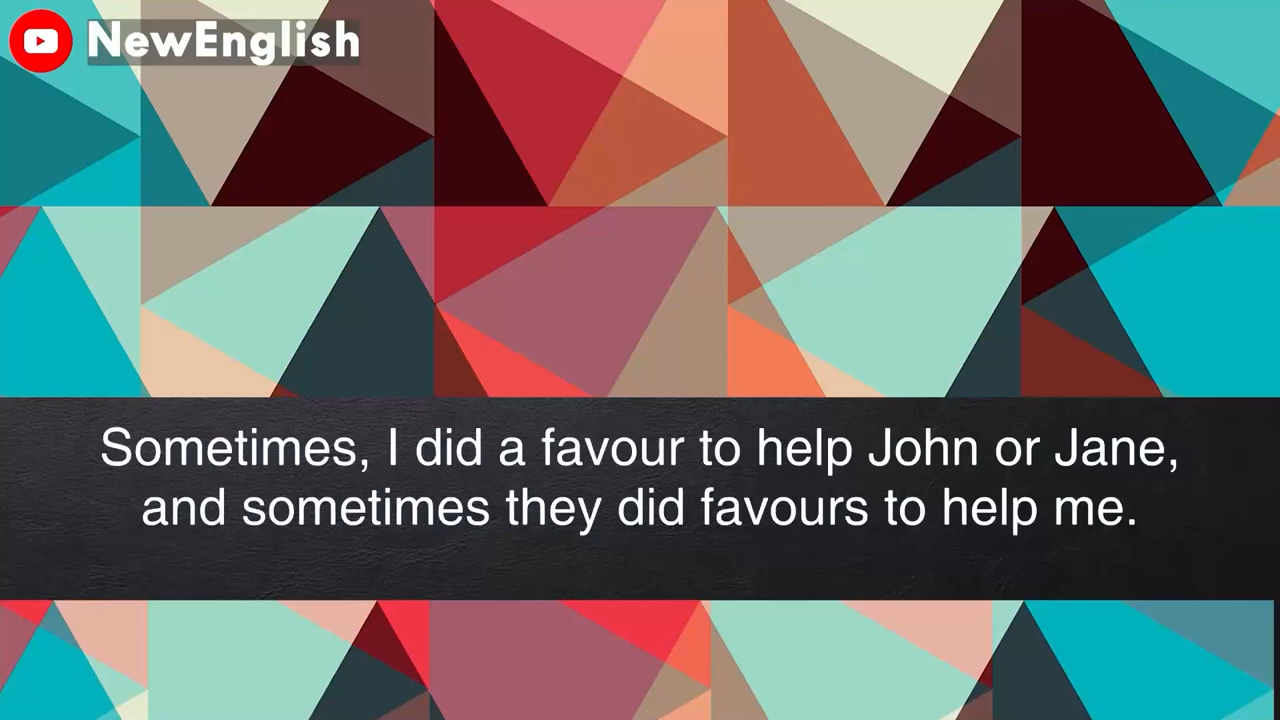 NewEnglish
Sometimes, I did a favour to help John or Jane,
and sometimes they did favours to help me.